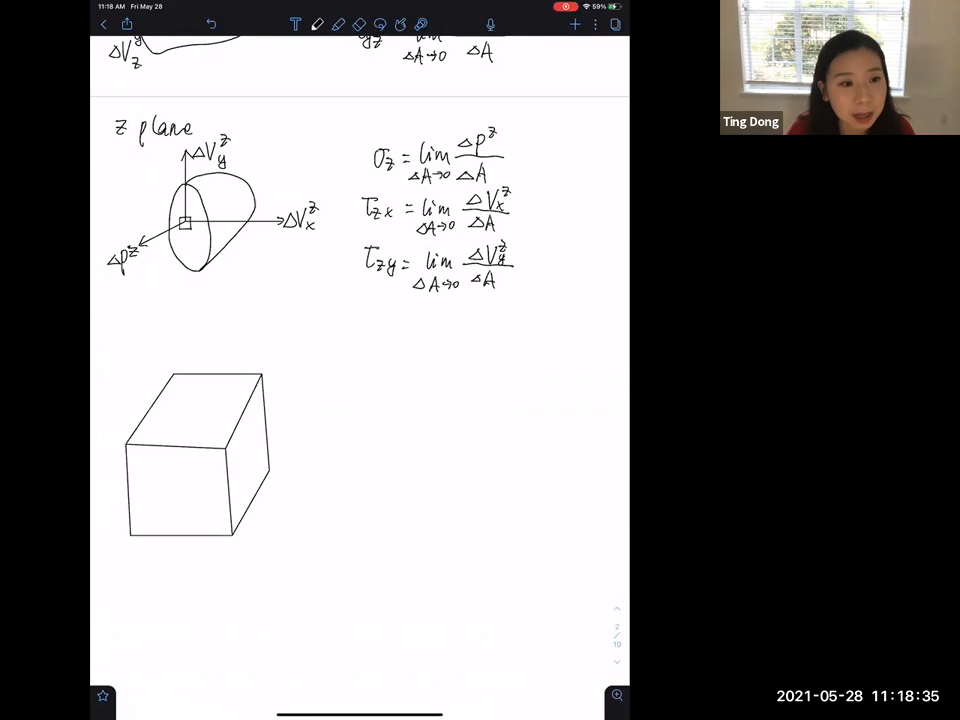 11:18 AM Fri May 28
59%
ΔV_z^y
lim ΔA→0 ΔA
z plane
ΔV_y^z
ΔV_x^z
ΔP^z
σ_z = lim ΔA→0 ΔP^z/ΔA
τ_zx = lim ΔA→0 ΔV_x^z/ΔA
τ_zy = lim ΔA→0 ΔV_y^z/ΔA
Ting Dong
2
/
10
2021-05-28 11:18:35